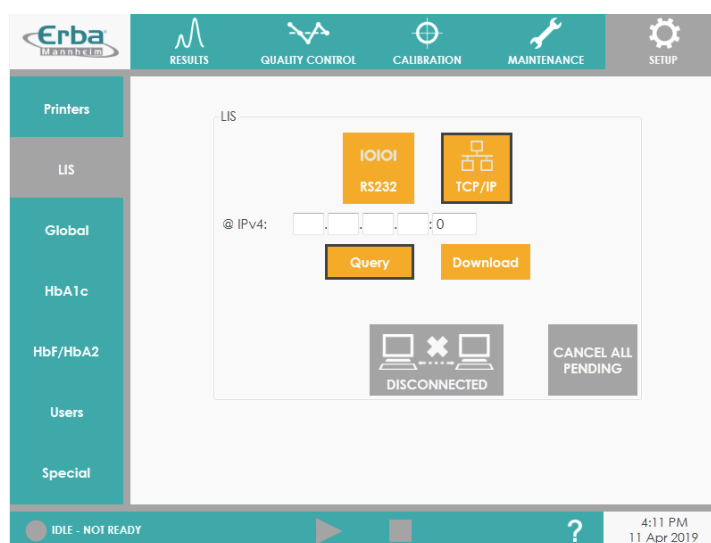 Erba
Mannheim
RESULTS
QUALITY CONTROL
CALIBRATION
MAINTENANCE
SETUP
Printers
LIS
Global
HbA1c
HbF/HbA2
Users
Special
LIS
IOIOI
RS232
TCP/IP
@ IPv4: . . . : 0
Query
Download
DISCONNECTED
CANCEL ALL
PENDING
IDLE - NOT READY
?
4:11 PM
11 Apr 2019